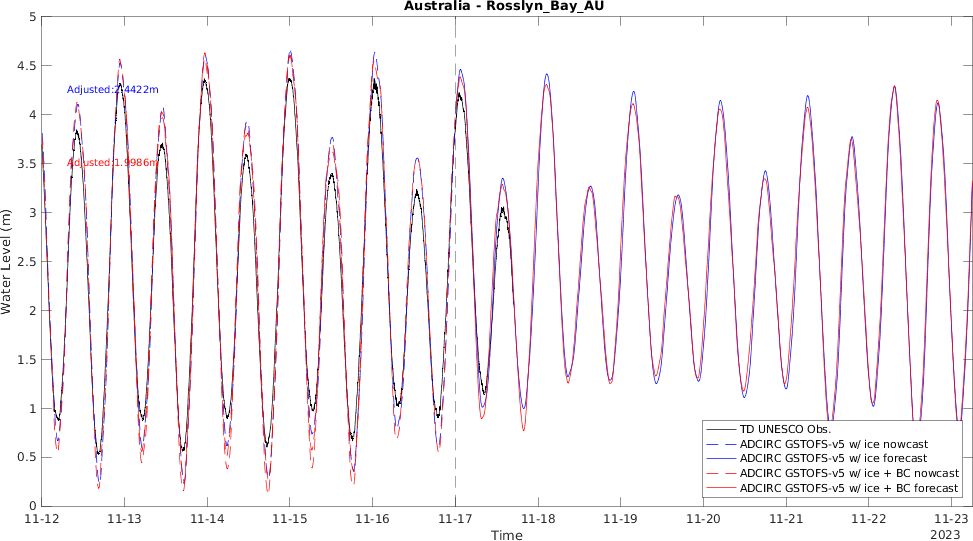 Australia - Rosslyn_Bay_AU
Water Level (m)
5
4.5
4
3.5
3
2.5
2
1.5
1
0.5
0
Adjusted:2.4422m
Adjusted:1.9986m
TD UNESCO Obs.
ADCIRC GSTOFS-v5 w/ ice nowcast
ADCIRC GSTOFS-v5 w/ ice forecast
ADCIRC GSTOFS-v5 w/ ice + BC nowcast
ADCIRC GSTOFS-v5 w/ ice + BC forecast
11-12 11-13 11-14 11-15 11-16 11-17 11-18 11-19 11-20 11-21 11-22 11-23
Time
2023